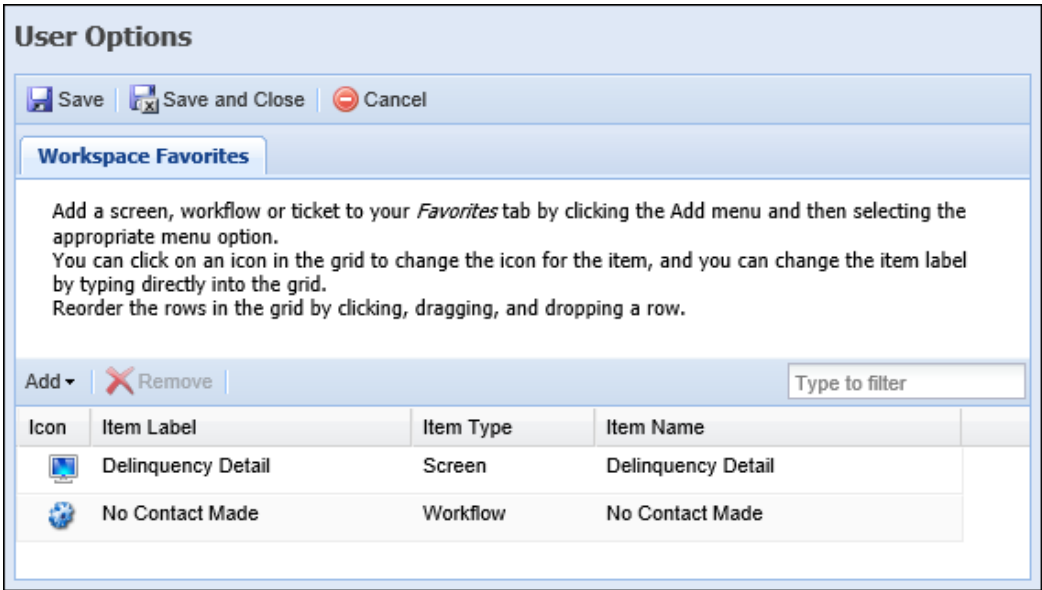 User Options
Save Save and Close Cancel
Workspace Favorites
Add a screen, workflow or ticket to your Favorites tab by clicking the Add menu and then selecting the
appropriate menu option.
You can click on an icon in the grid to change the icon for the item, and you can change the item label
by typing directly into the grid.
Reorder the rows in the grid by clicking, dragging, and dropping a row.
Add Remove Type to filter
Icon Item Label Item Type Item Name
Delinquency Detail Screen Delinquency Detail
No Contact Made Workflow No Contact Made